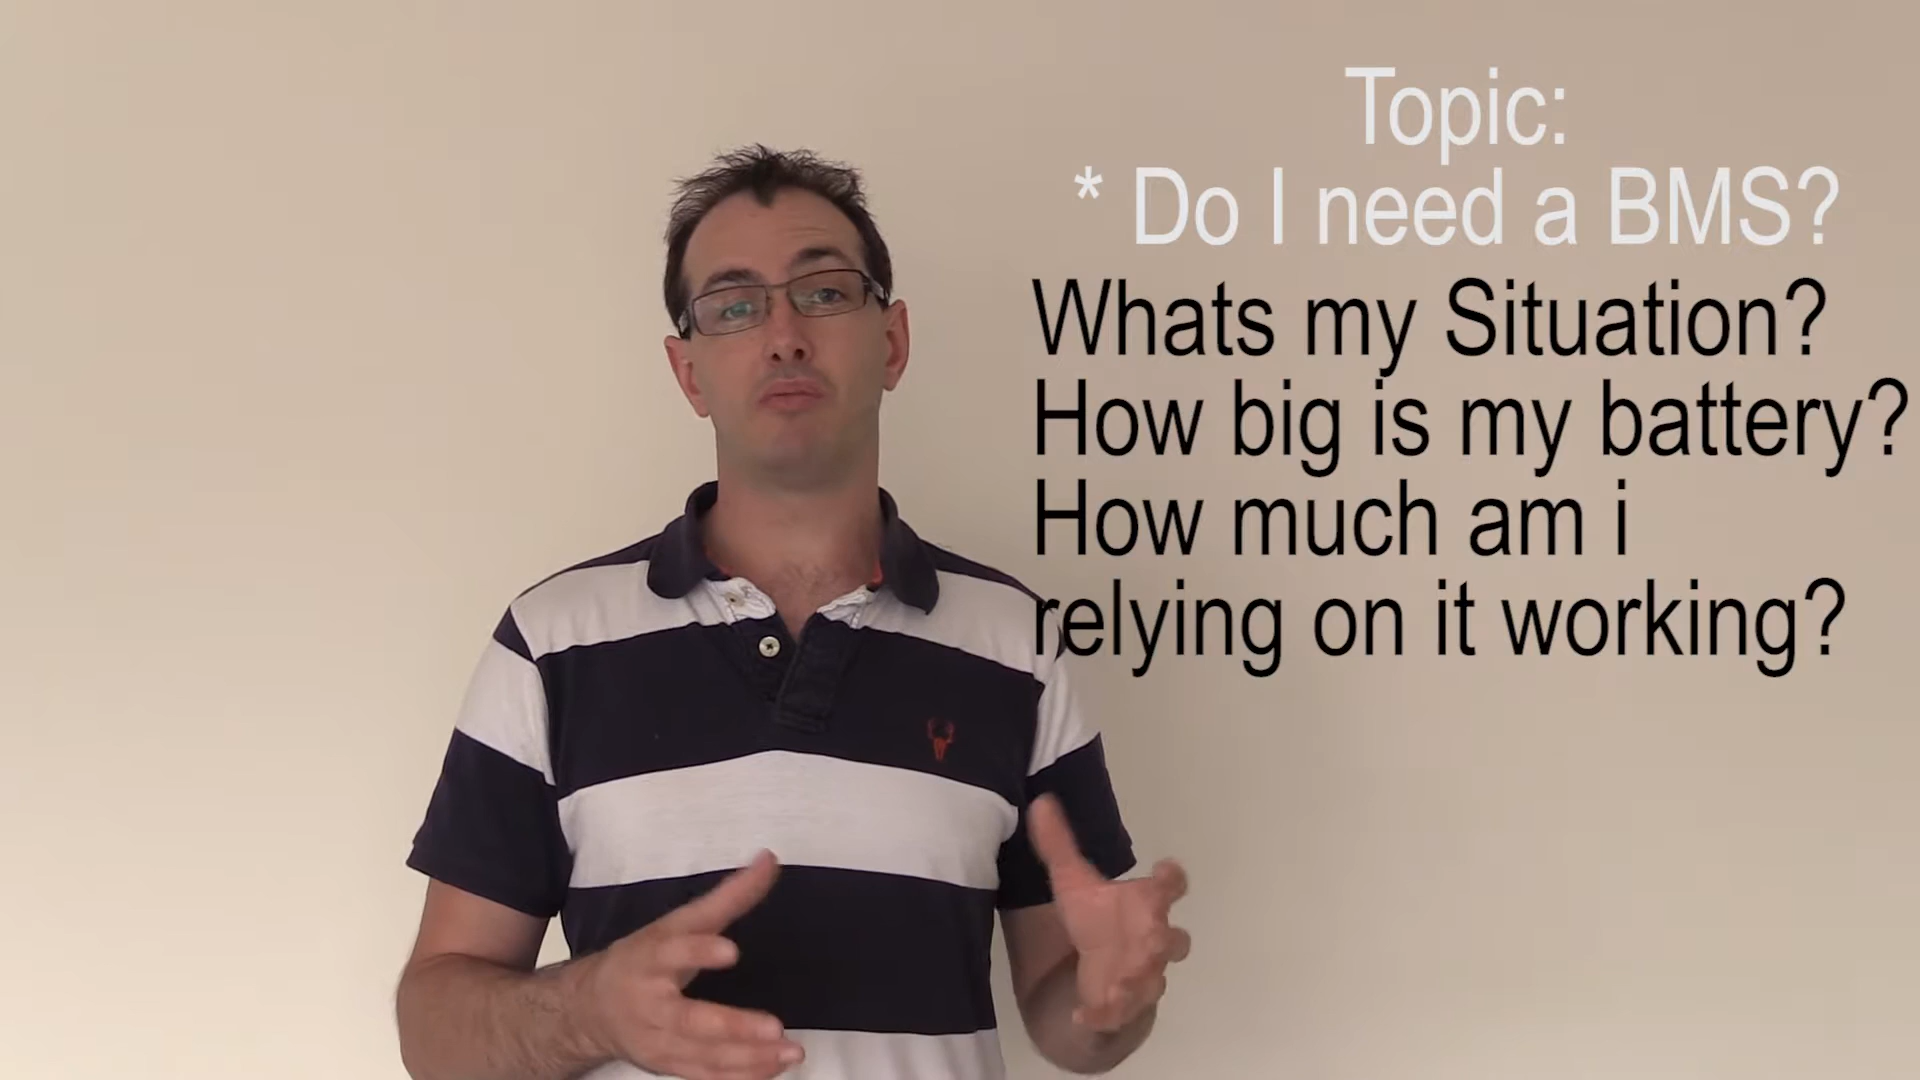 Topic:
* Do I need a BMS?
Whats my Situation?
How big is my battery?
How much am i
relying on it working?